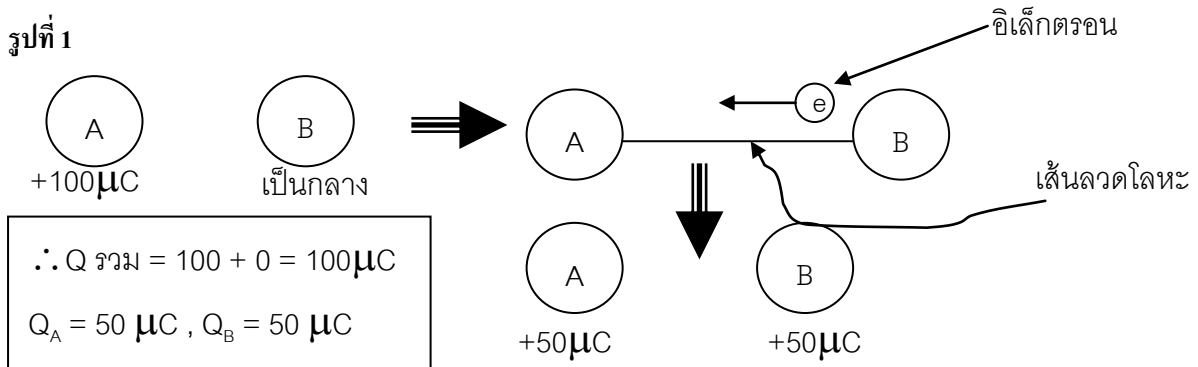 อิเล็กตรอน
รูปที่ 1
A
+100μC
B
เป็นกลาง
e
A
B
เส้นลวดโลหะ
∴ Q รวม = 100 + 0 = 100μC
Q_A = 50 μC , Q_B = 50 μC
A
+50μC
B
+50μC